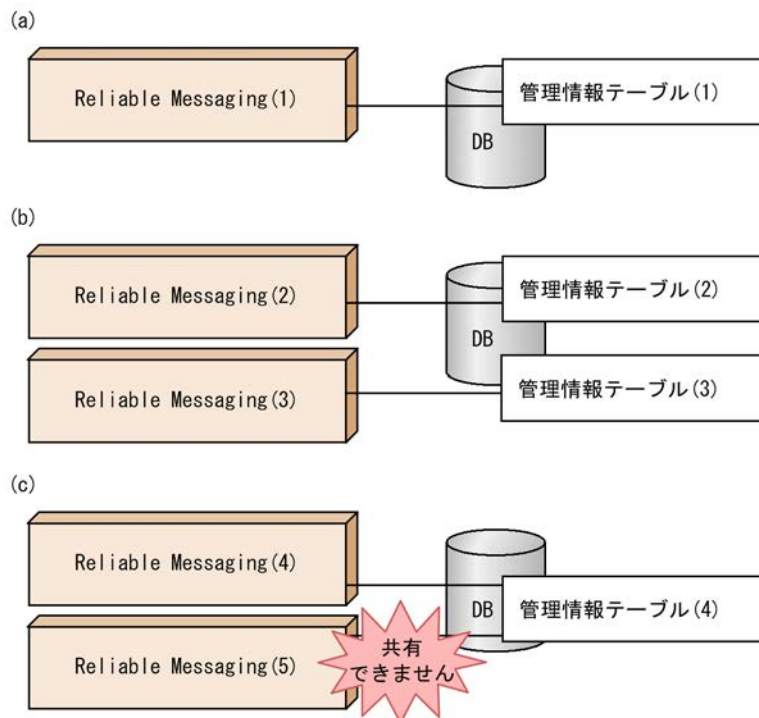 (a)
Reliable Messaging(1)
管理情報テーブル(1)
DB
(b)
Reliable Messaging(2)
管理情報テーブル(2)
DB
Reliable Messaging(3)
管理情報テーブル(3)
(c)
Reliable Messaging(4)
DB
管理情報テーブル(4)
Reliable Messaging(5)
共有
できません